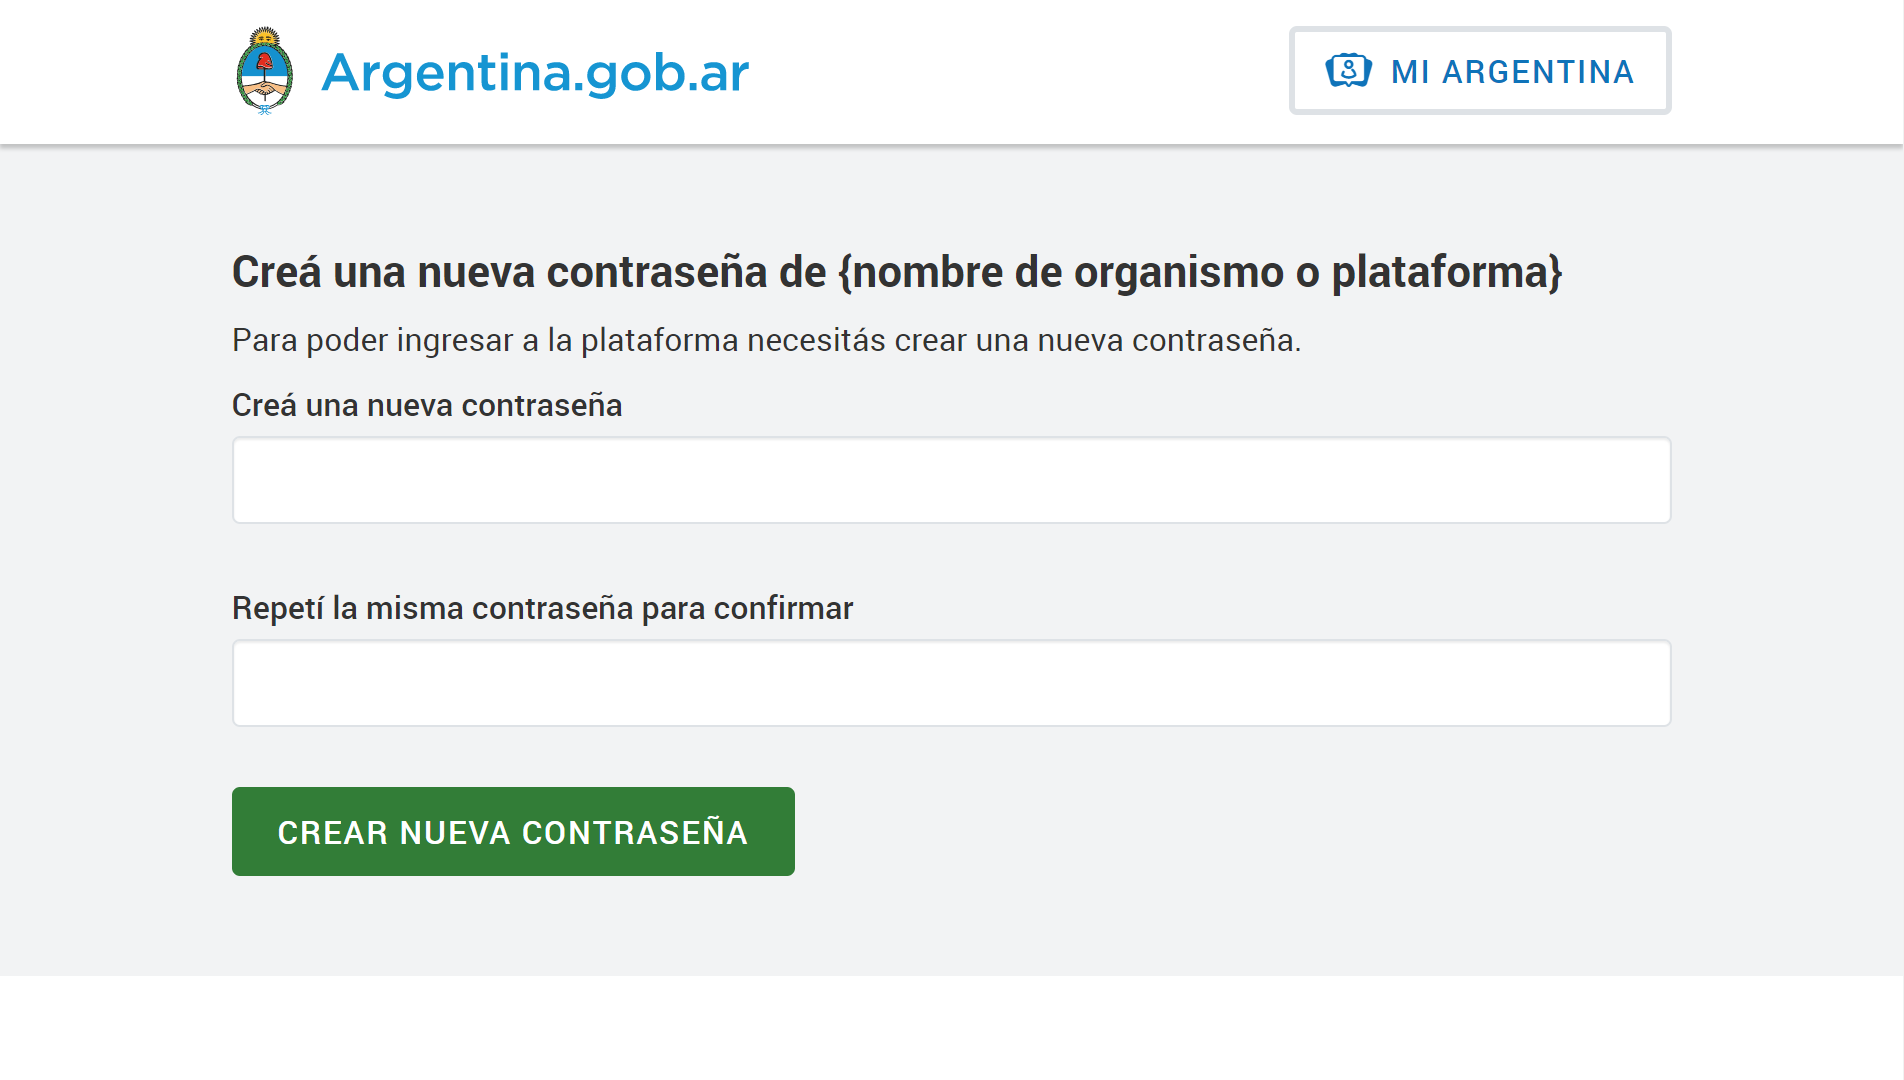 Argentina.gob.ar
MI ARGENTINA
Creá una nueva contraseña de {nombre de organismo o plataforma}
Para poder ingresar a la plataforma necesitás crear una nueva contraseña.
Creá una nueva contraseña
Repetí la misma contraseña para confirmar
CREAR NUEVA CONTRASEÑA